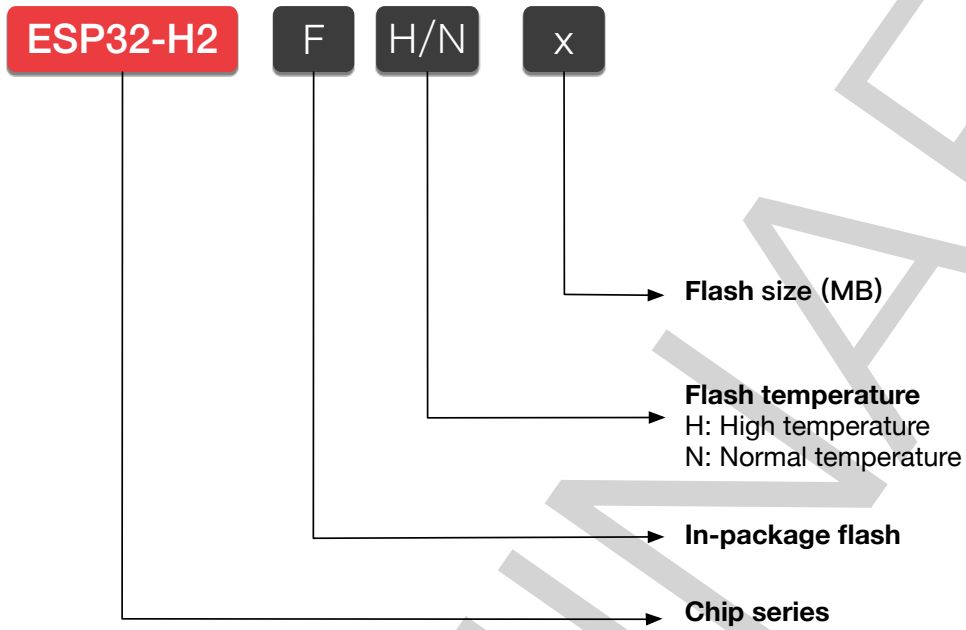 ESP32-H2 F H/N x
Flash size (MB)
Flash temperature
H: High temperature
N: Normal temperature
In-package flash
Chip series